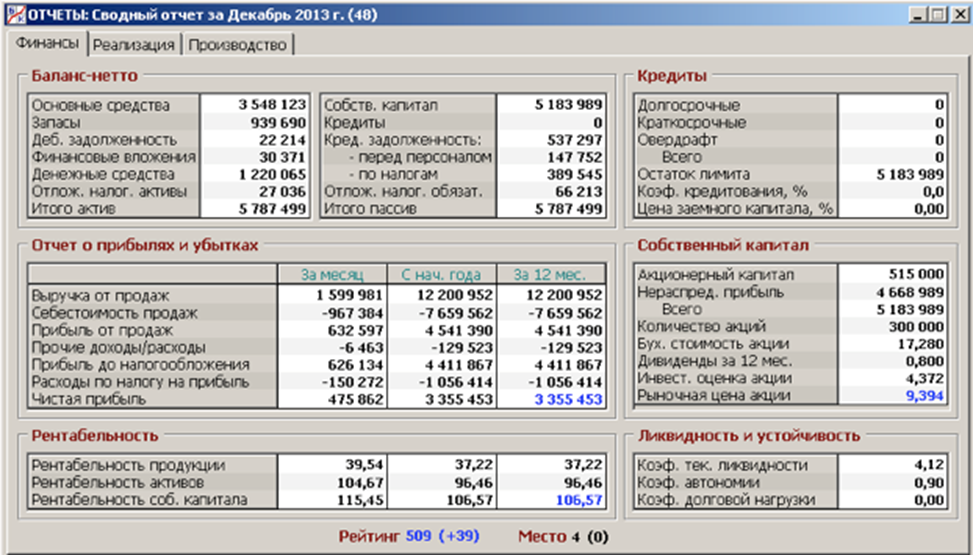 ОТЧЕТЫ: Сводный отчет за Декабрь 2013 г. (48)
Финансы Реализация Производство
Баланс-нетто
Основные средства 3 548 123 Собств. капитал 5 183 989
Запасы 939 690 Кредиты 0
Деб. задолженность 22 214 Кред. задолженность: 537 297
Финансовые вложения 30 371 - перед персоналом 147 752
Денежные средства 1 220 065 - по налогам 389 545
Отлож. налог. активы 27 036 Отлож. налог. обязат. 66 213
Итого актив 5 787 499 Итого пассив 5 787 499
Кредиты
Долгосрочные 0
Краткосрочные 0
Овердрафт 0
Всего 0
Остаток лимита 5 183 989
Коэф. кредитования, % 0,0
Цена заемного капитала, % 0,00
Отчет о прибылях и убытках
За месяц С нач. года За 12 мес.
Выручка от продаж 1 599 981 12 200 952 12 200 952
Себестоимость продаж -967 384 -7 659 562 -7 659 562
Прибыль от продаж 632 597 4 541 390 4 541 390
Прочие доходы/расходы -6 463 -129 523 -129 523
Прибыль до налогообложения 626 134 4 411 867 4 411 867
Расходы по налогу на прибыль -150 272 -1 056 414 -1 056 414
Чистая прибыль 475 862 3 355 453 3 355 453
Собственный капитал
Акционерный капитал 515 000
Нераспред. прибыль 4 668 989
Всего 5 183 989
Количество акций 300 000
Бух. стоимость акции 17,280
Дивиденды за 12 мес. 0,800
Инвест. оценка акции 4,372
Рыночная цена акции 9,394
Рентабельность
Рентабельность продукции 39,54 37,22 37,22
Рентабельность активов 104,67 96,46 96,46
Рентабельность соб. капитала 115,45 106,57 106,57
Ликвидность и устойчивость
Коэф. тек. ликвидности 4,12
Коэф. автономии 0,90
Коэф. долговой нагрузки 0,00
Рейтинг 509 (+39) Место 4 (0)